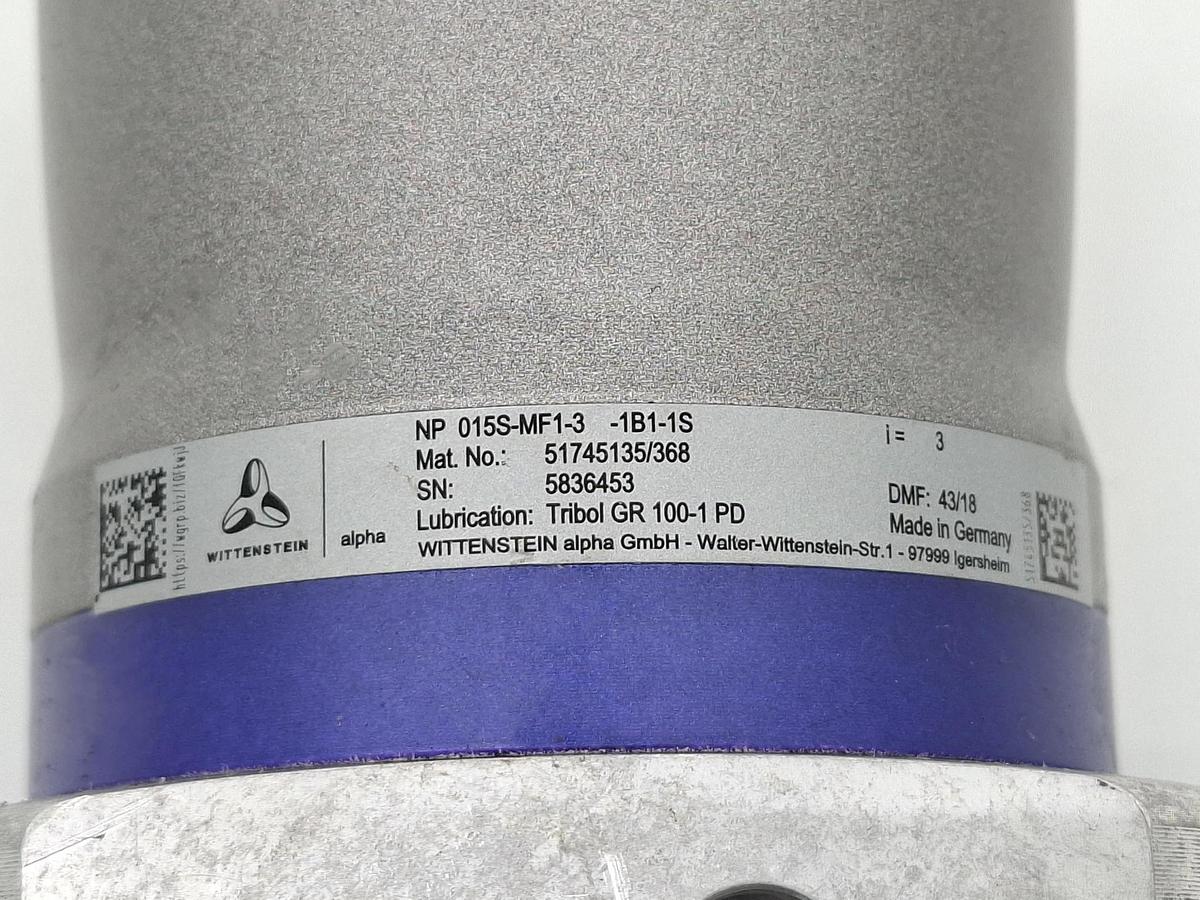 NP 015S-MF1-3 -1B1-1S
i= 3
Mat. No.: 51745135/368
SN: 5836453
DMF: 43/18
Lubrication: Tribol GR 100-1 PD
Made in Germany
WITTENSTEIN alpha GmbH - Walter-Wittenstein-Str.1 - 97999 Igersheim
WITTENSTEIN
alpha
51745135/368